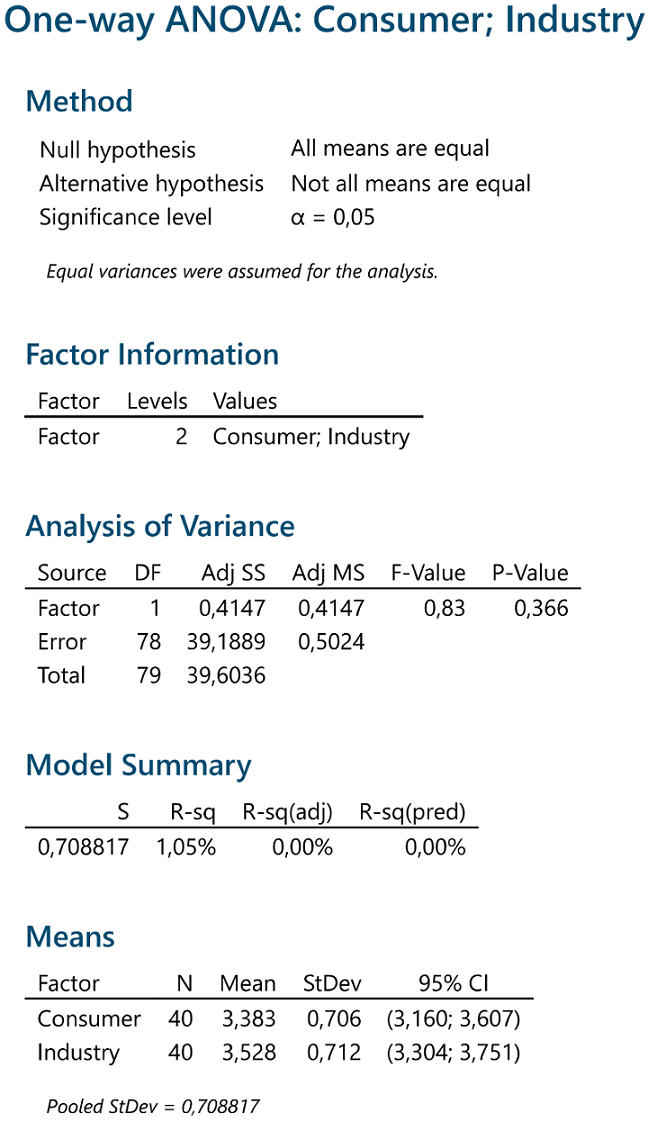 One-way ANOVA: Consumer; Industry
Method
Null hypothesis All means are equal
Alternative hypothesis Not all means are equal
Significance level α = 0,05
Equal variances were assumed for the analysis.
Factor Information
Factor Levels Values
Factor 2 Consumer; Industry
Analysis of Variance
Source DF Adj SS Adj MS F-Value P-Value
Factor 1 0,4147 0,4147 0,83 0,366
Error 78 39,1889 0,5024
Total 79 39,6036
Model Summary
S R-sq R-sq(adj) R-sq(pred)
0,708817 1,05% 0,00% 0,00%
Means
Factor N Mean StDev 95% CI
Consumer 40 3,383 0,706 (3,160; 3,607)
Industry 40 3,528 0,712 (3,304; 3,751)
Pooled StDev = 0,708817